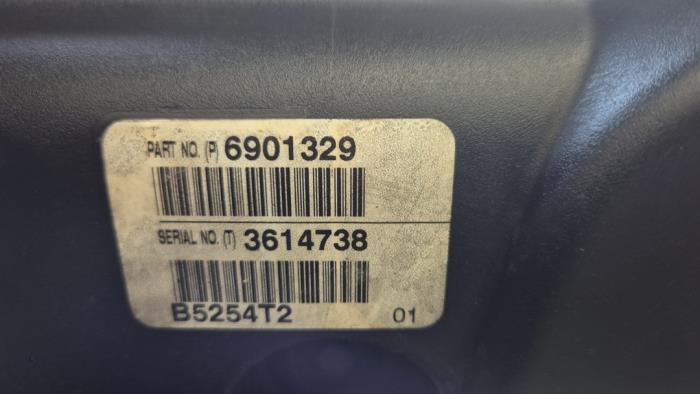 PART NO. (P) 6901329
SERIAL NO. (T) 3614738
B5254T2 01